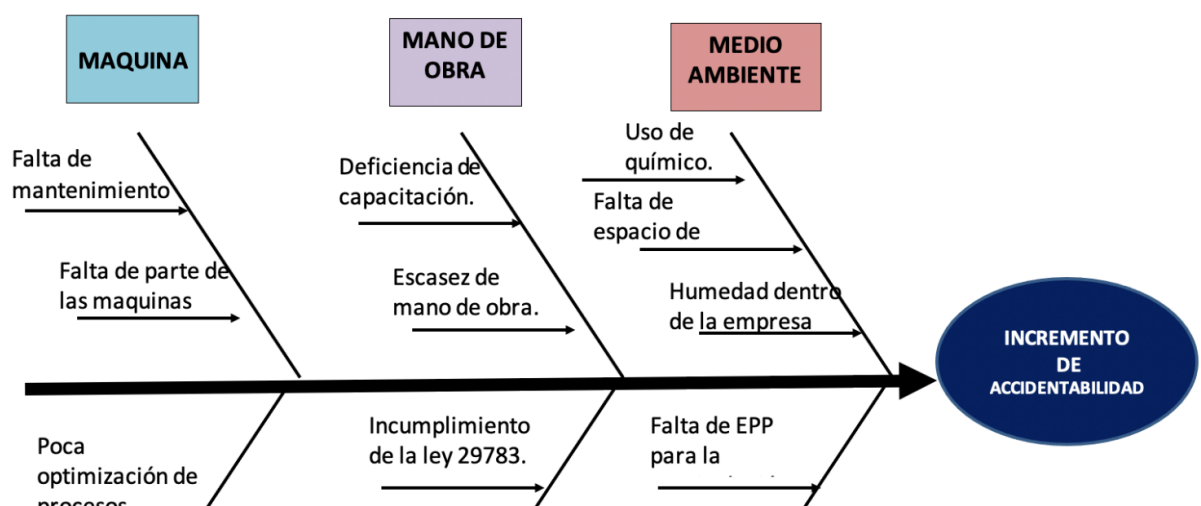 MAQUINA
MANO DE
OBRA
MEDIO
AMBIENTE
Falta de
mantenimiento
Falta de parte de
las maquinas
Deficiencia de
capacitación.
Escasez de
mano de obra.
Uso de
químico.
Falta de
espacio de
Humedad dentro
de la empresa
INCREMENTO
DE
ACCIDENTABILIDAD
Poca
optimización de
procesos
Incumplimiento
de la ley 29783.
Falta de EPP
para la